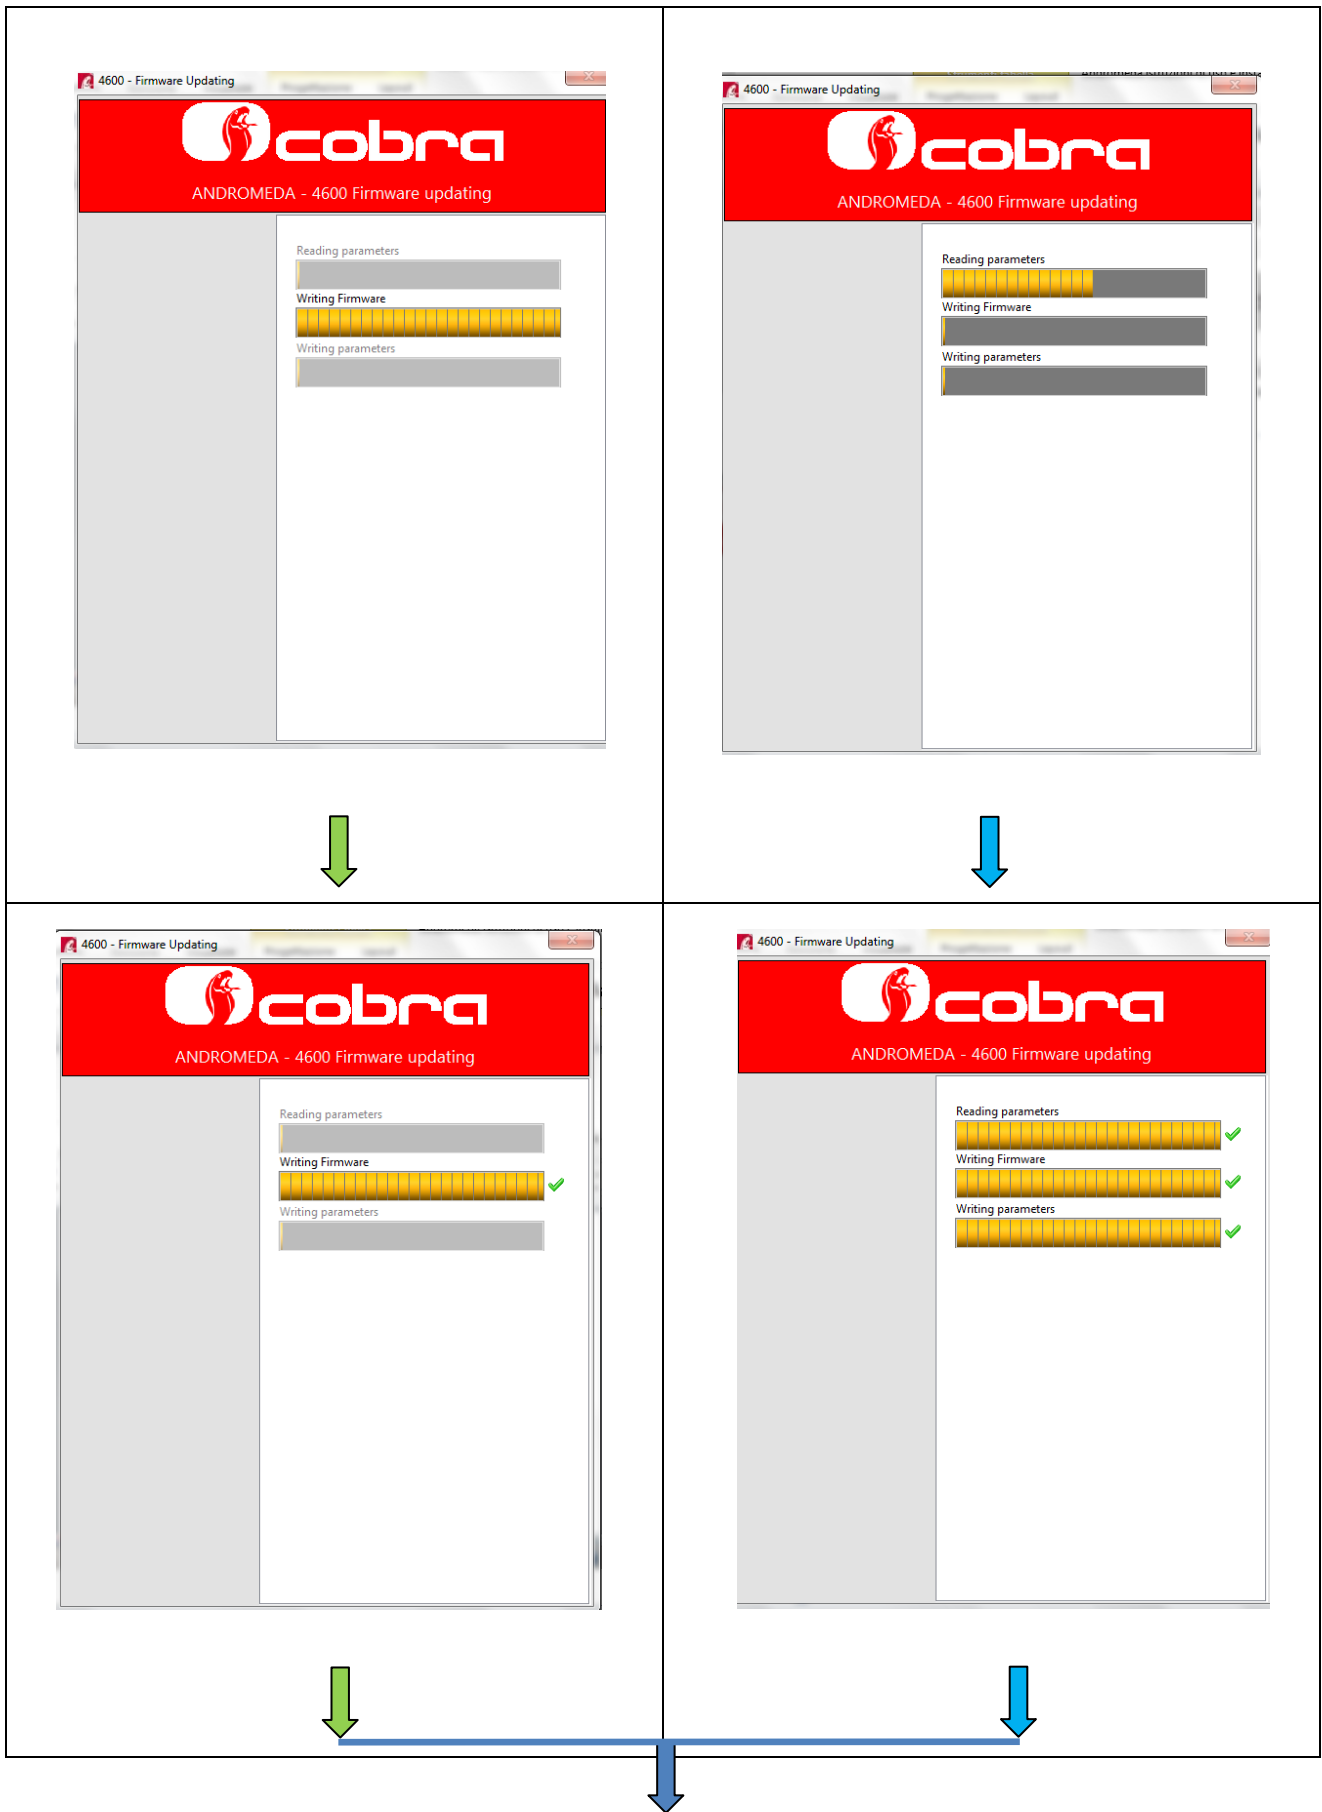 4600 - Firmware Updating
cobra
ANDROMEDA - 4600 Firmware updating
Reading parameters
Writing Firmware
Writing parameters
4600 - Firmware Updating
cobra
ANDROMEDA - 4600 Firmware updating
Reading parameters
Writing Firmware
Writing parameters
4600 - Firmware Updating
cobra
ANDROMEDA - 4600 Firmware updating
Reading parameters
Writing Firmware
Writing parameters
4600 - Firmware Updating
cobra
ANDROMEDA - 4600 Firmware updating
Reading parameters
Writing Firmware
Writing parameters